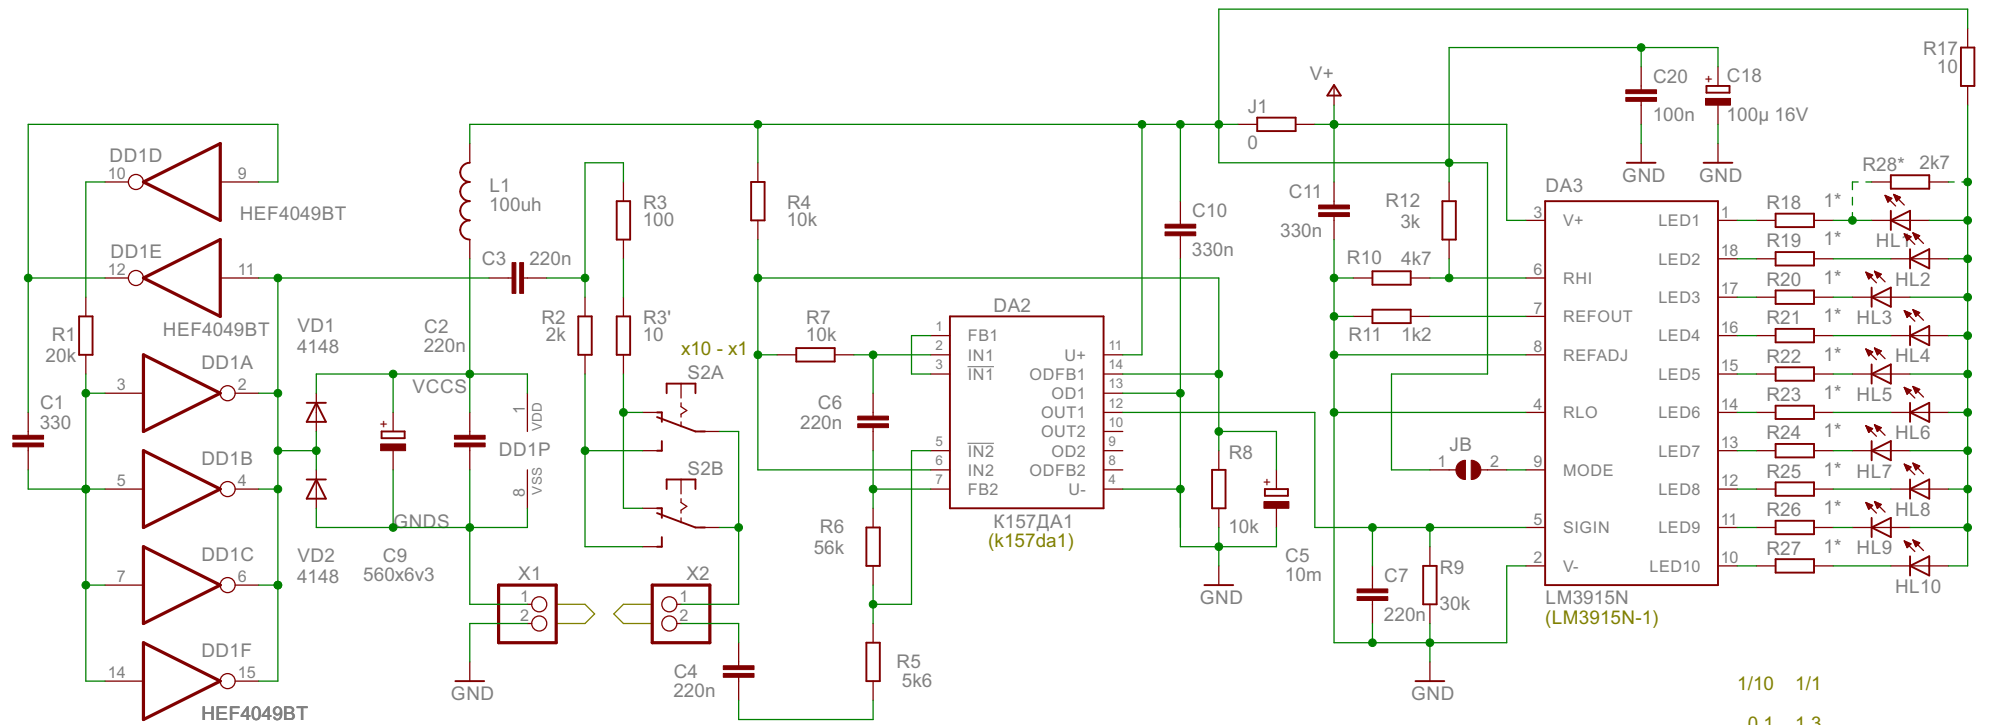 R17
10
V+
C20
100n
C18
+
100µ 16V
GND
GND
J1
0
DD1D
10
9
HEF4049BT
L1
100uh
R3
100
R4
10k
C10
330n
C11
330n
R12
3k
DA3
R28*
2k7
3
V+
LED1
1
R18
1*
HL1
DD1E
12
11
HEF4049BT
C3
220n
R10
4k7
6
RHI
LED2
18
R19
1*
HL2
R1
20k
VD1
4148
C2
220n
R2
2k
R3'
10
R7
10k
DA2
R11
1k2
7
REFOUT
LED3
17
R20
1*
HL3
x10 - x1
S2A
1
FB1
2
IN1
3
IN1
U+
11
ODFB1
14
OD1
13
OUT1
12
OUT2
10
OD2
9
ODFB2
8
U-
4
5
IN2
6
IN2
7
FB2
К157ДА1
(k157da1)
8
REFADJ
LED4
16
R21
1*
HL4
LED5
15
R22
1*
HL5
DD1A
3
2
VCCS
+
1
VDD
DD1P
8
VSS
GNDS
C1
330
C6
220n
4
RLO
LED6
14
R23
1*
HL6
DD1B
5
4
S2B
R8
10k
+
C5
10m
JB
1
2
9
MODE
LED7
13
R24
1*
HL7
LED8
12
R25
1*
HL8
R6
56k
5
SIGIN
LED9
11
R26
1*
HL9
DD1C
7
6
VD2
4148
C9
560x6v3
X1
1
2
X2
1
2
GND
C7
220n
R9
30k
2
V-
LED10
10
R27
1*
HL10
LM3915N
(LM3915N-1)
DD1F
14
15
HEF4049BT
GND
C4
220n
R5
5k6
GND
1/10 1/1
0.1 1.3